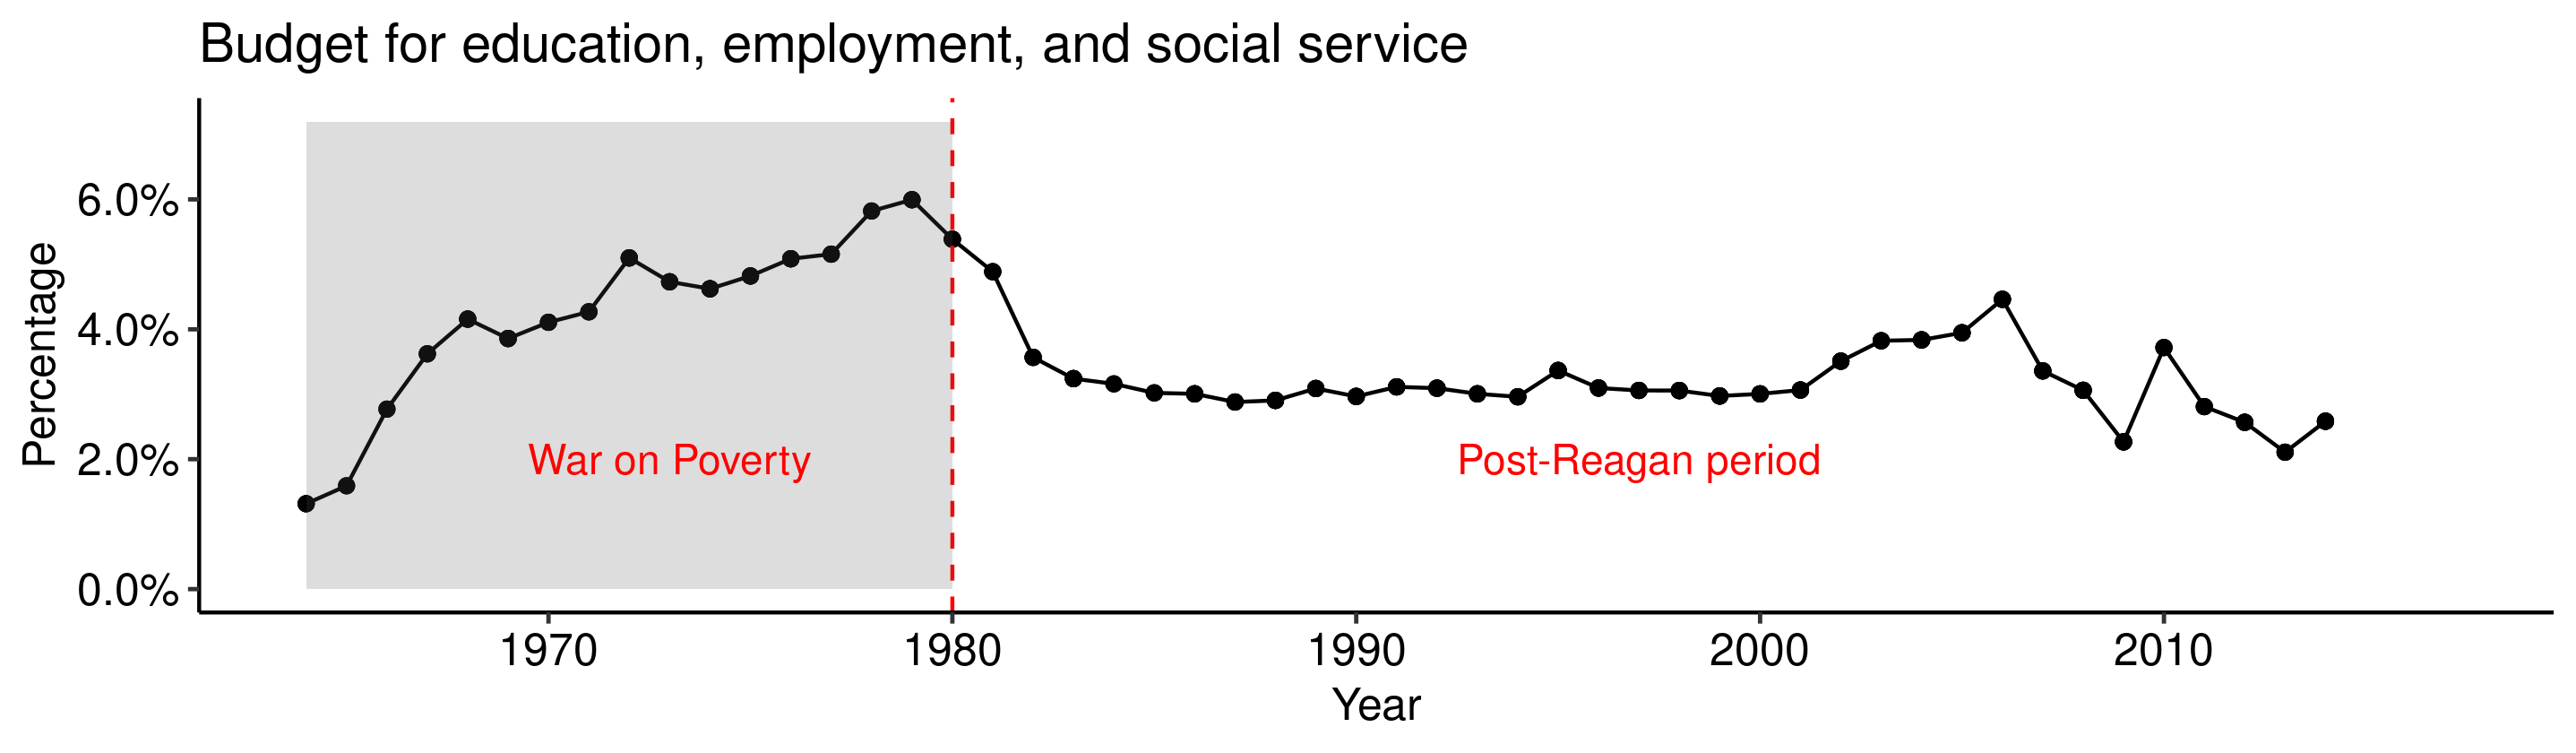 Budget for education, employment, and social service
Percentage
6.0%
4.0%
2.0%
0.0%
War on Poverty
Post-Reagan period
1970
1980
1990
2000
2010
Year